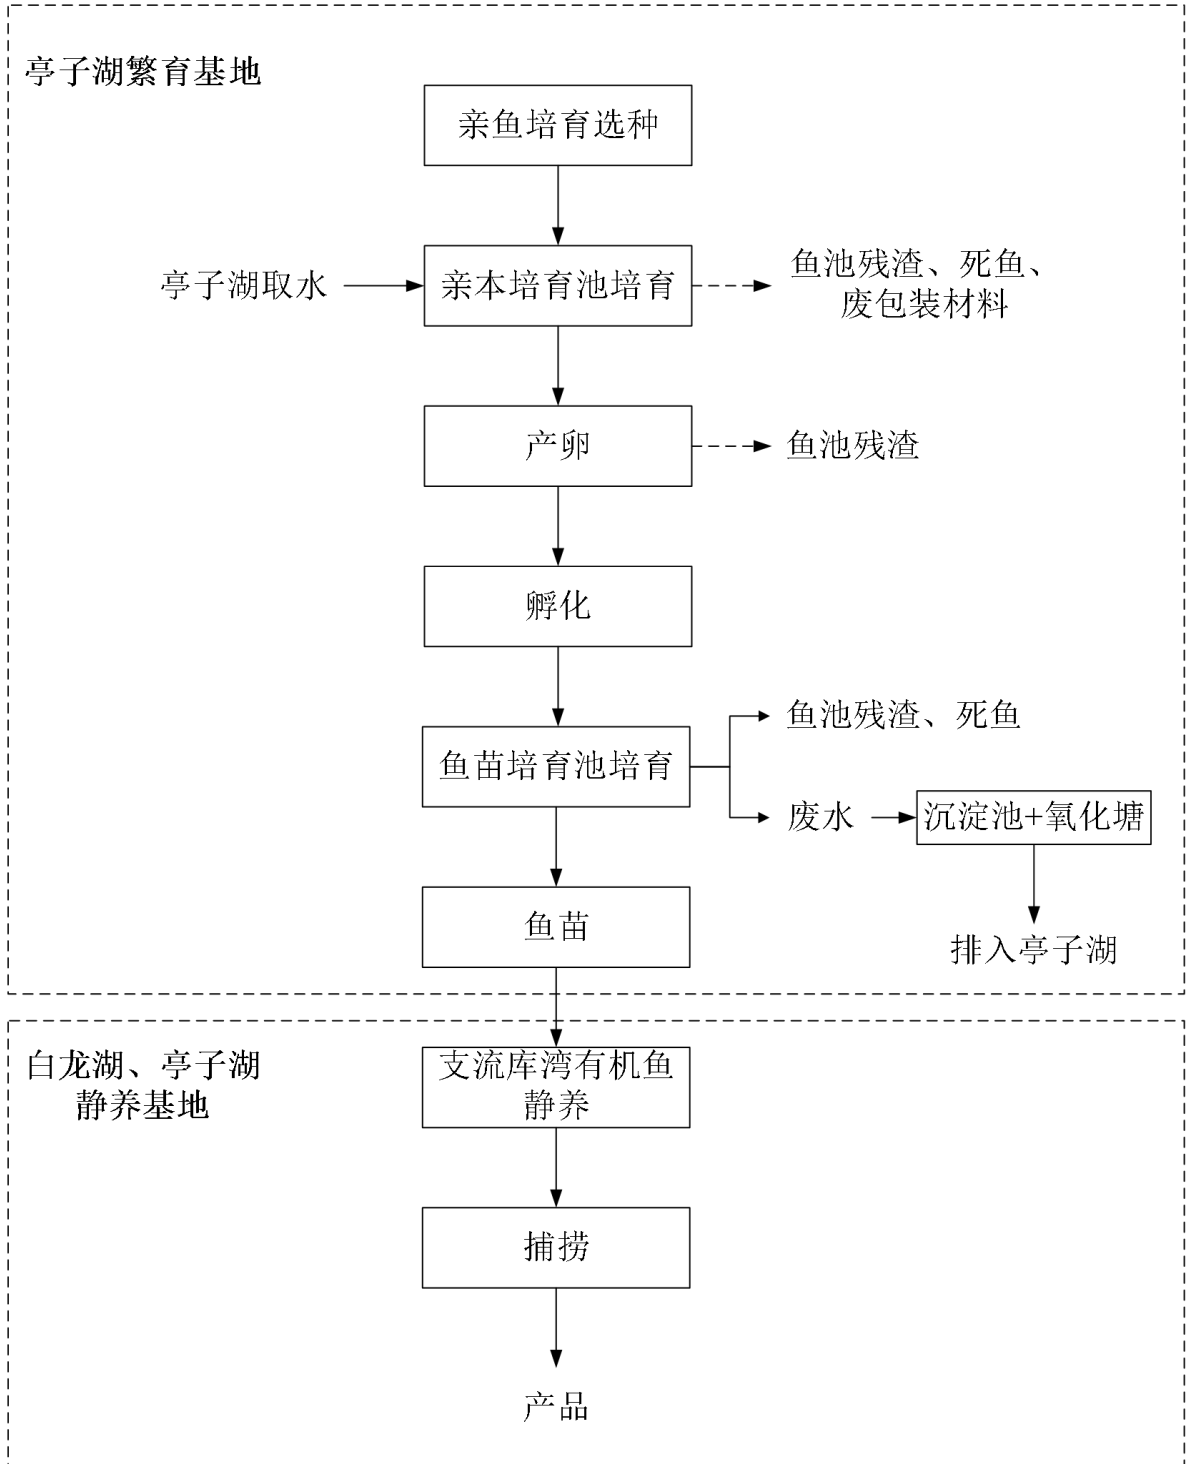 亭子湖繁育基地
亲鱼培育选种
亭子湖取水
亲本培育池培育
鱼池残渣、死鱼、
废包装材料
产卵
鱼池残渣
孵化
鱼苗培育池培育
鱼池残渣、死鱼
废水
沉淀池+氧化塘
鱼苗
排入亭子湖
白龙湖、亭子湖
静养基地
支流库湾有机鱼
静养
捕捞
产品